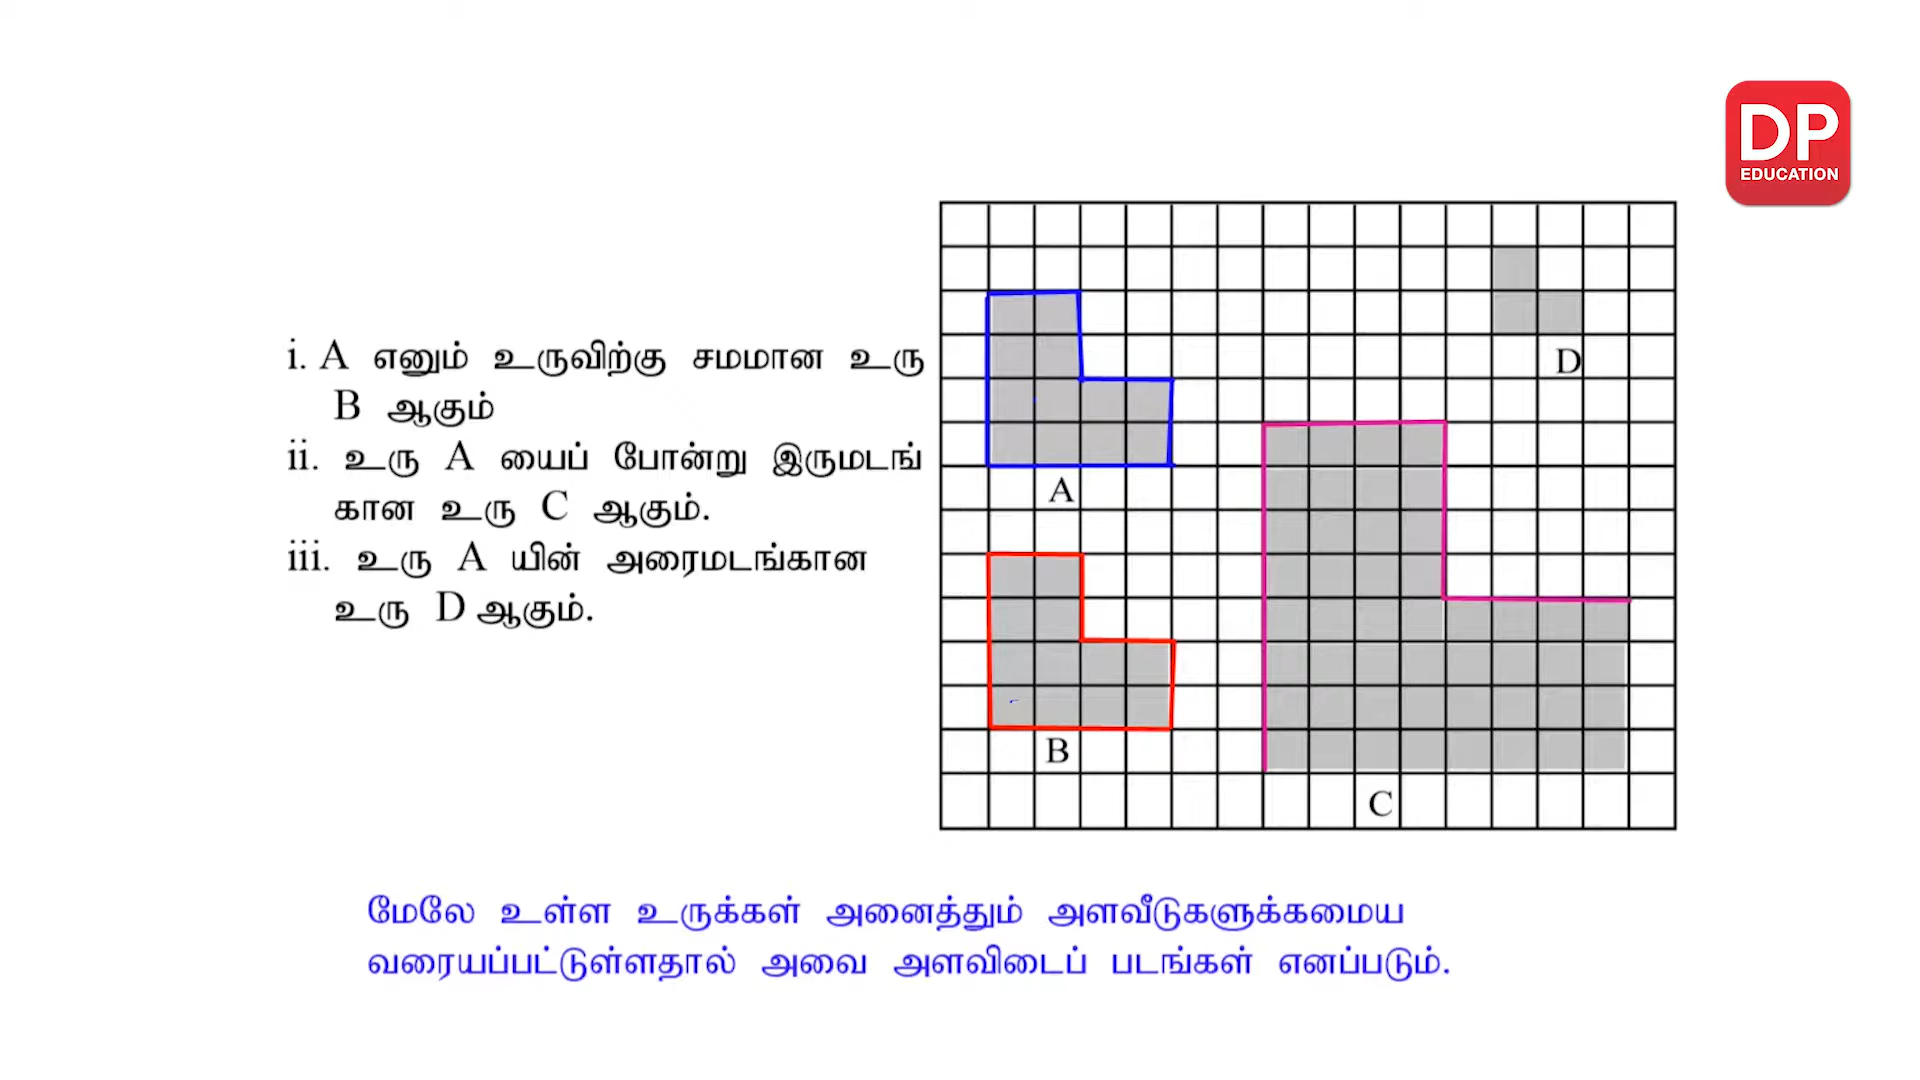 DP
EDUCATION
i. A எனும் உருவிற்கு சமமான உரு
B ஆகும்
ii. உரு A யைப் போன்று இருமடங்
கான உரு C ஆகும்.
iii. உரு A யின் அரைமடங்கான
உரு D ஆகும்.
D
A
B
C
மேலே உள்ள உருக்கள் அனைத்தும் அளவீடுகளுக்கமைய
வரையப்பட்டுள்ளதால் அவை அளவிடைப் படங்கள் எனப்படும்.